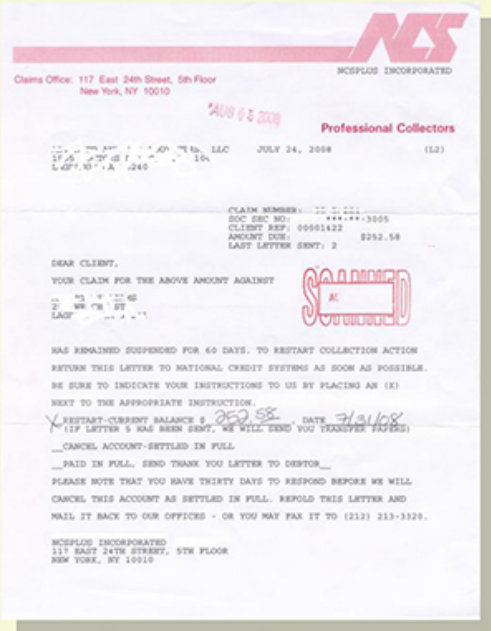 NCS
NCSPLUS INCORPORATED
Claims Office: 117 East 24th Street, 5th Floor
New York, NY 10010
AUG 2008
Professional Collectors
LLC JULY 24, 2008 (L2)
CLAIM NUMBER:
SOC SEC NO: ***-**-3005
CLIENT REF: 00001422
AMOUNT DUE: $252.58
LAST LETTER SENT: 2
DEAR CLIENT,
YOUR CLAIM FOR THE ABOVE AMOUNT AGAINST
SCANNED
ST
HAS REMAINED SUSPENDED FOR 60 DAYS. TO RESTART COLLECTION ACTION
RETURN THIS LETTER TO NATIONAL CREDIT SYSTEMS AS SOON AS POSSIBLE.
BE SURE TO INDICATE YOUR INSTRUCTIONS TO US BY PLACING AN (X)
NEXT TO THE APPROPRIATE INSTRUCTION.
X RESTART-CURRENT BALANCE $ 252.58, DATE 7/31/08
(IF LETTER 5 HAS BEEN SENT, WE WILL SEND YOU TRANSFER PAPERS)
__CANCEL ACCOUNT-SETTLED IN FULL
__PAID IN FULL, SEND THANK YOU LETTER TO DEBTOR__
PLEASE NOTE THAT YOU HAVE THIRTY DAYS TO RESPOND BEFORE WE WILL
CANCEL THIS ACCOUNT AS SETTLED IN FULL. REFOLD THIS LETTER AND
MAIL IT BACK TO OUR OFFICES - OR YOU MAY FAX IT TO (212) 213-3320.
NCSPLUS INCORPORATED
117 EAST 24TH STREET, 5TH FLOOR
NEW YORK, NY 10010